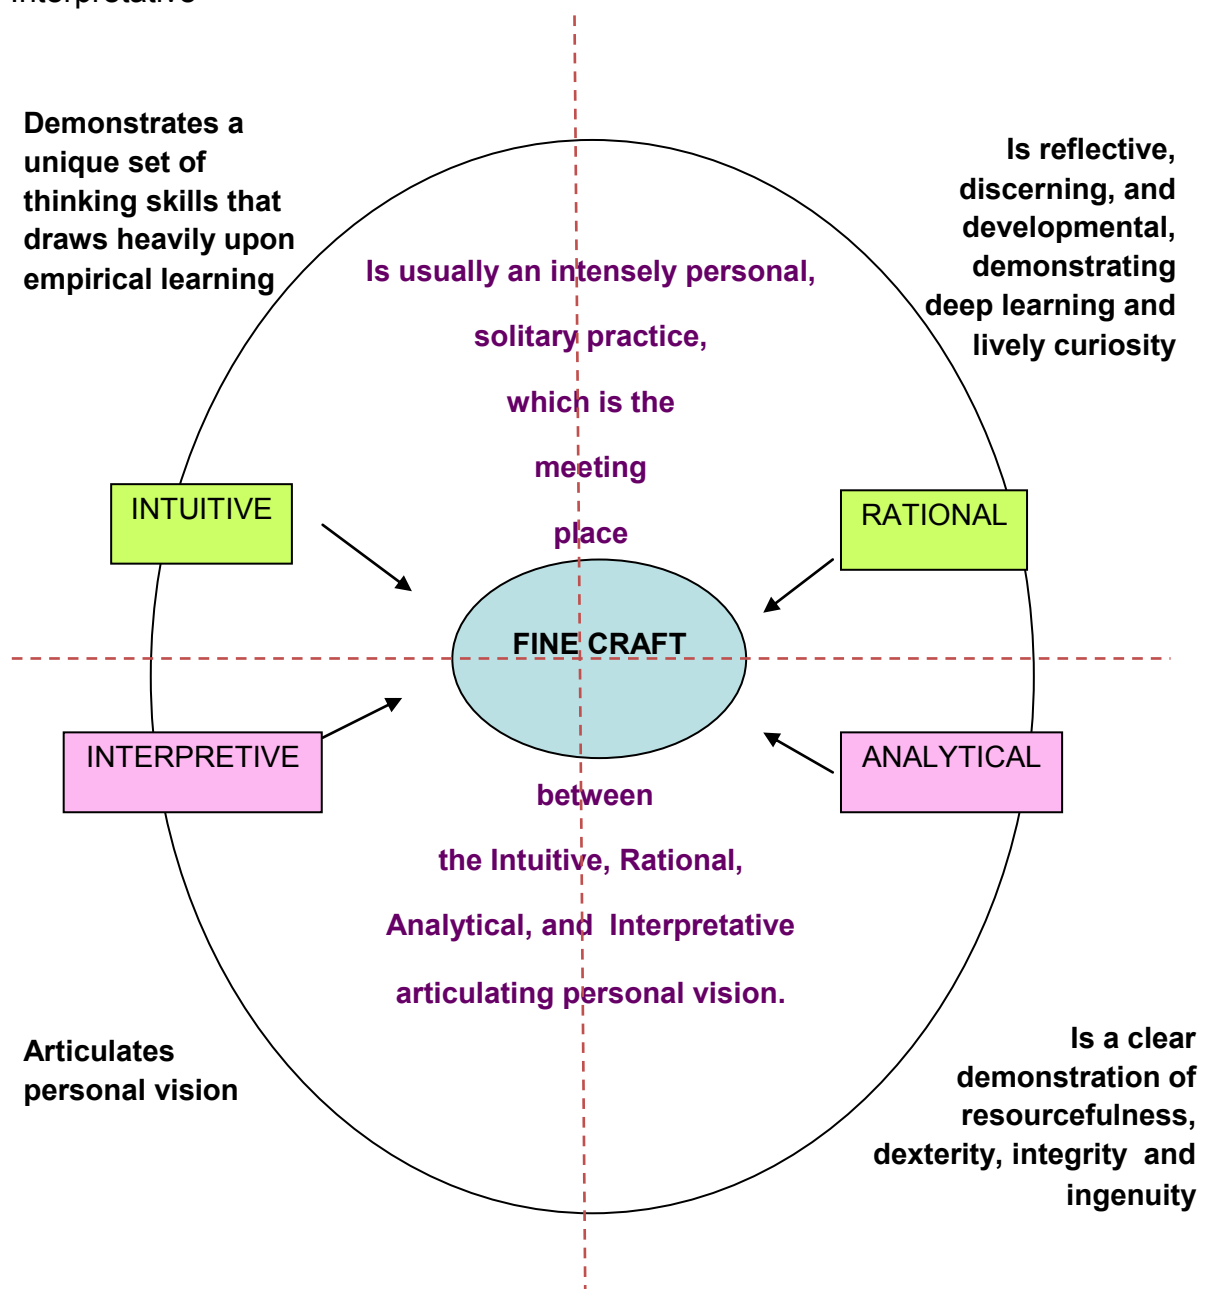 Interpretative
Demonstrates a
unique set of
thinking skills that
draws heavily upon
empirical learning
Is reflective,
discerning, and
developmental,
demonstrating
deep learning and
lively curiosity
Is usually an intensely personal,
solitary practice,
which is the
meeting
place
INTUITIVE
RATIONAL
FINE CRAFT
INTERPRETIVE
ANALYTICAL
between
the Intuitive, Rational,
Analytical, and  Interpretative
articulating personal vision.
Articulates
personal vision
Is a clear
demonstration of
resourcefulness,
dexterity, integrity  and
ingenuity